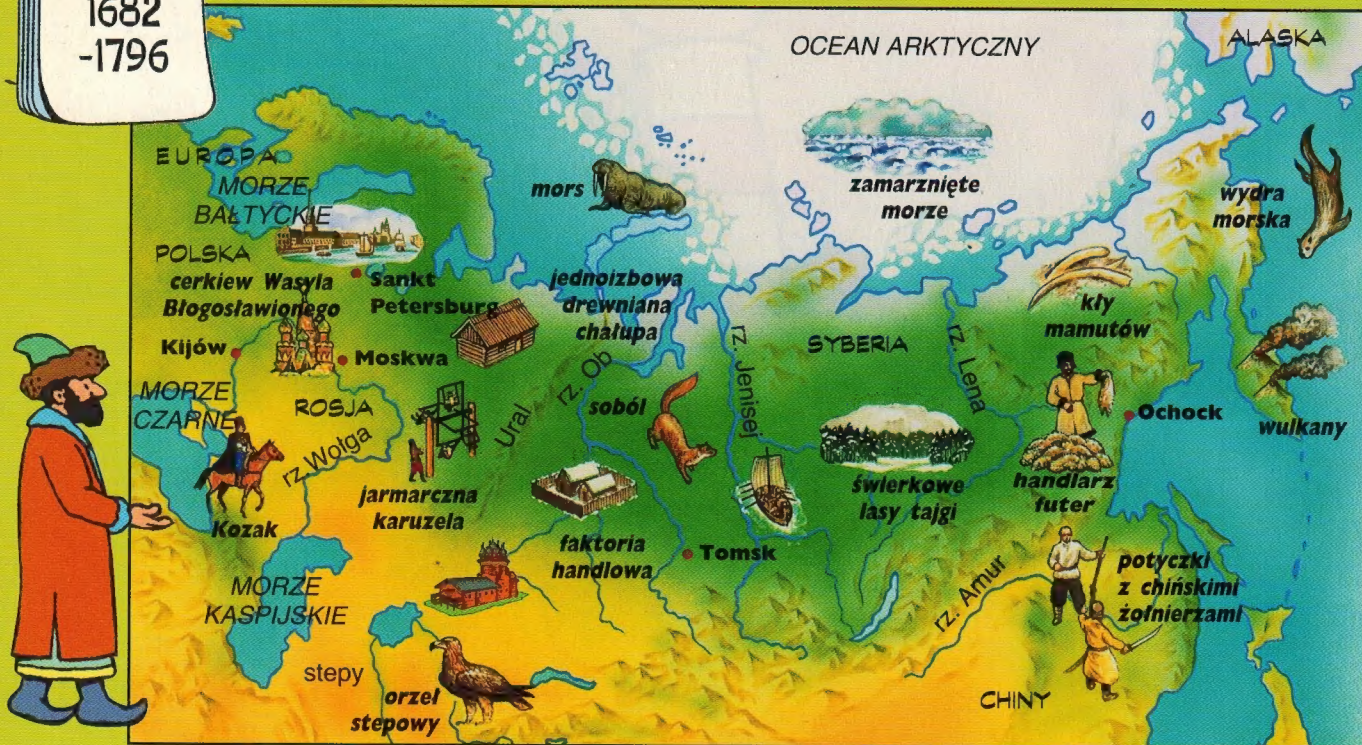 1682
-1796
OCEAN ARKTYCZNY
ALASKA
EUROPA
MORZE
BAŁTYCKIE
mors
zamarznięte
morze
wydra
morska
POLSKA
cerkiew Wasyla
Błogosławionego
Sankt
Petersburg
jednoizbowa
drewniana
chałupa
kły
mamutów
Kijów
Moskwa
rz. Ob
rz. Jenisej
SYBERIA
rz. Lena
MORZE
CZARNE
ROSJA
rz. Wołga
Ural
soból
Ochock
wulkany
Kozak
jarmarczna
karuzela
świerkowe
lasy tajgi
handlarz
futer
faktoria
handlowa
Tomsk
rz. Amur
potyczki
z chińskimi
żołnierzami
MORZE
KASPIJSKIE
stepy
orzeł
stepowy
CHINY